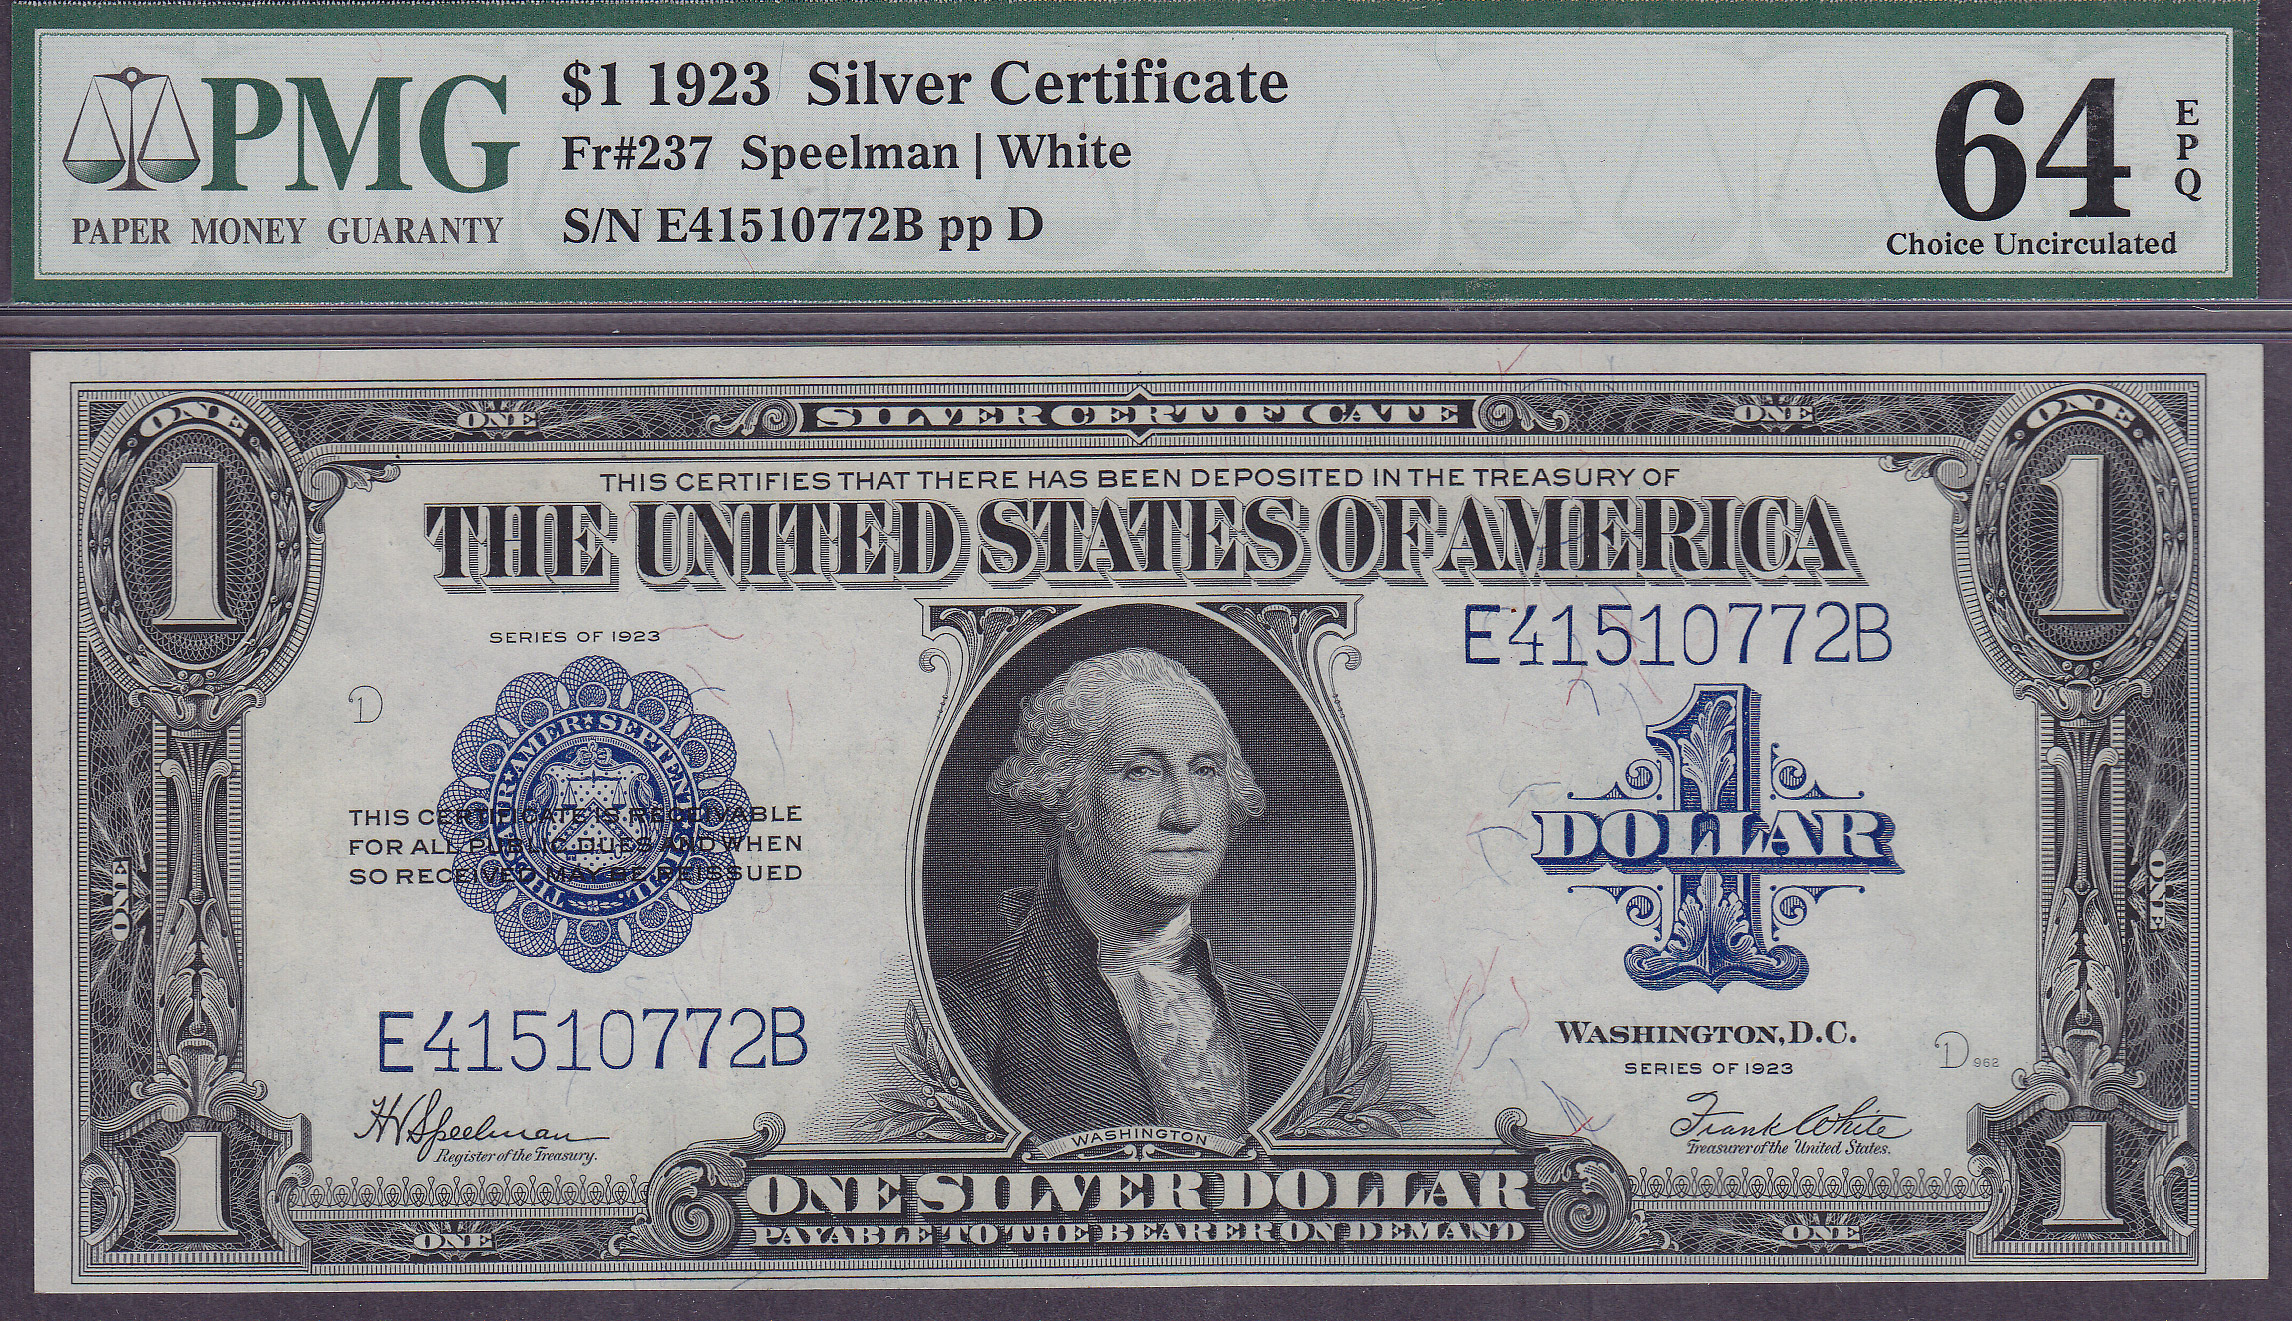 PMG
PAPER MONEY GUARANTY
$1 1923 Silver Certificate
Fr#237 Speelman | White
S/N E41510772B pp D
64
EPQ
Choice Uncirculated
ONE
ONE
SILVER CERTIFICATE
ONE
ONE
1
1
THIS CERTIFIES THAT THERE HAS BEEN DEPOSITED IN THE TREASURY OF
THE UNITED STATES OF AMERICA
SERIES OF 1923
E41510772B
D
THIS CERTIFICATE IS RECEIVABLE
FOR ALL PUBLIC DUES AND WHEN
SO RECEIVED MAY BE REISSUED
1
DOLLAR
ONE
ONE
E41510772B
WASHINGTON, D.C.
SERIES OF 1923
D 962
H V Speelman
Register of the Treasury.
Frank White
Treasurer of the United States.
WASHINGTON
1
1
ONE SILVER DOLLAR
PAYABLE TO THE BEARER ON DEMAND
ONE
ONE